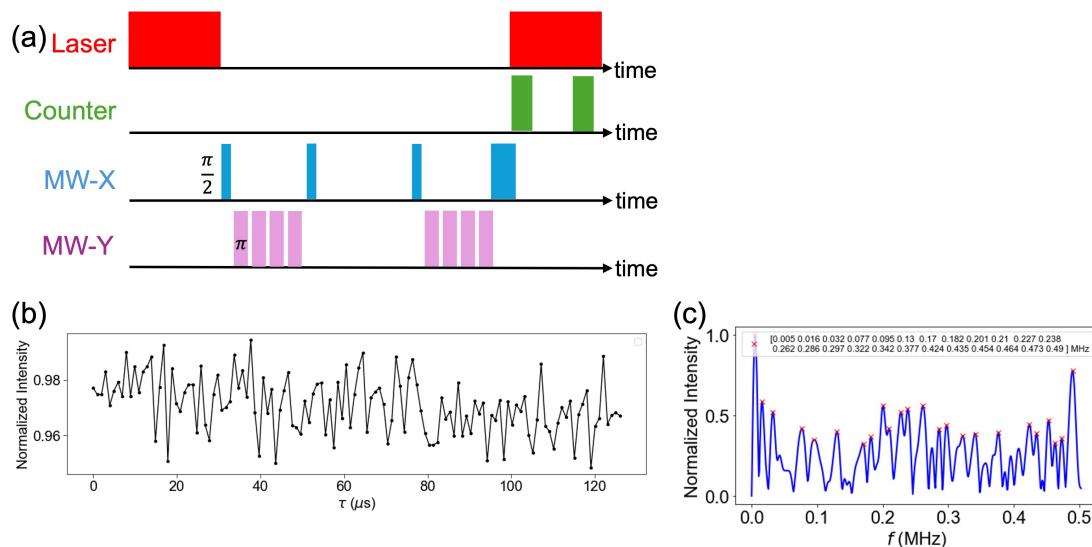 (a)
Laser
time
Counter
time
π/2
MW-X
time
MW-Y
π
time
(b)
Normalized Intensity
0.98
0.96
0 20 40 60 80 100 120
τ (μs)
(c)
Normalized Intensity
1.0
0.5
0.0
[0.005 0.016 0.032 0.077 0.095 0.13 0.17 0.182 0.201 0.21 0.227 0.238
0.262 0.286 0.297 0.322 0.342 0.377 0.424 0.435 0.454 0.464 0.473 0.49 ] MHz
0.0 0.1 0.2 0.3 0.4 0.5
f (MHz)